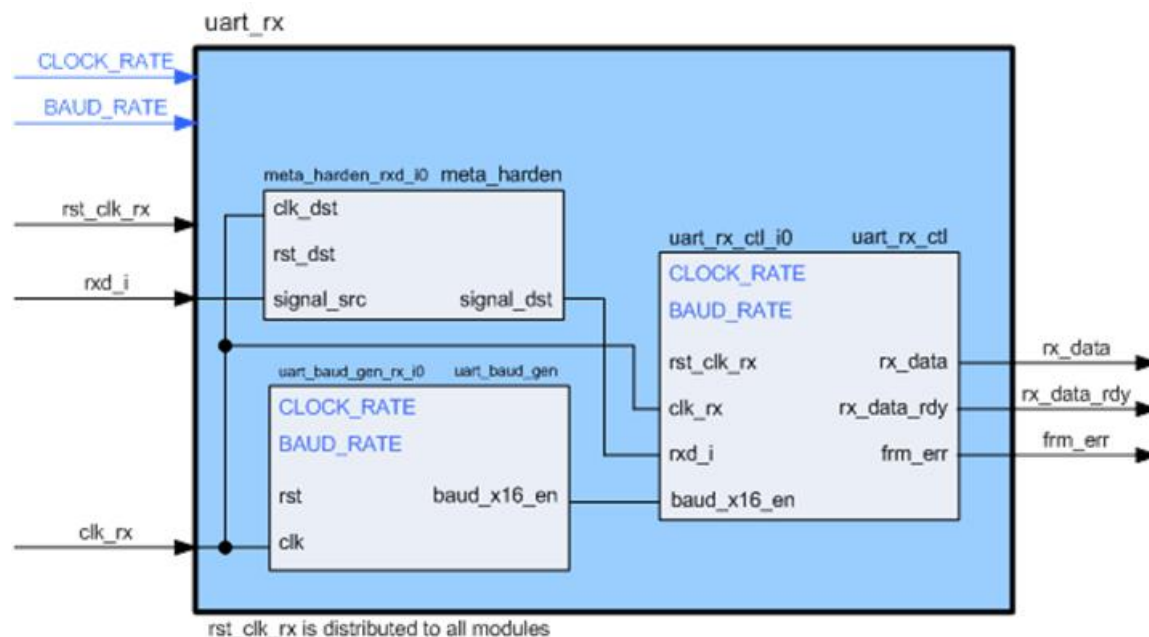 uart_rx
CLOCK_RATE
BAUD_RATE
rst_clk_rx
rxd_i
clk_rx
meta_harden_rxd_i0 meta_harden
clk_dst
rst_dst
signal_src signal_dst
uart_baud_gen_rx_i0 uart_baud_gen
CLOCK_RATE
BAUD_RATE
rst
baud_x16_en
clk
uart_rx_ctl_i0 uart_rx_ctl
CLOCK_RATE
BAUD_RATE
rst_clk_rx rx_data
clk_rx rx_data_rdy
rxd_i frm_err
baud_x16_en
rx_data
rx_data_rdy
frm_err
rst_clk_rx is distributed to all modules